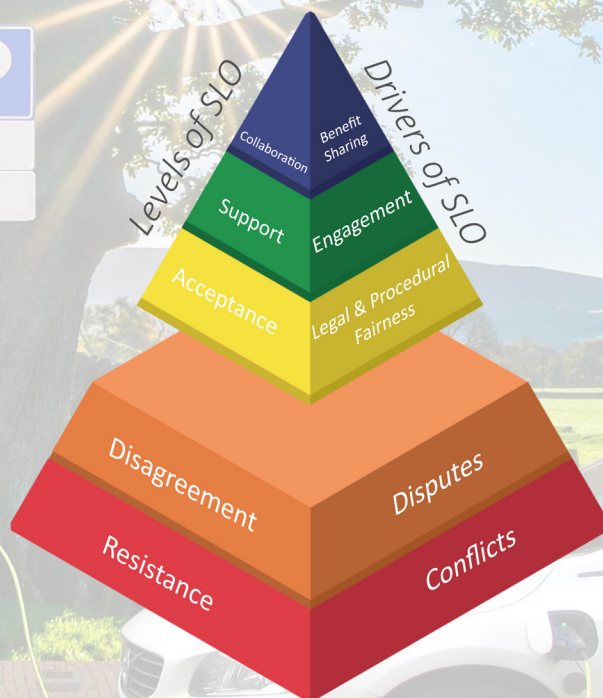 Levels of SLO
Drivers of SLO
Collaboration
Benefit
Sharing
Support
Engagement
Acceptance
Legal & Procedural
Fairness
Disagreement
Disputes
Resistance
Conflicts